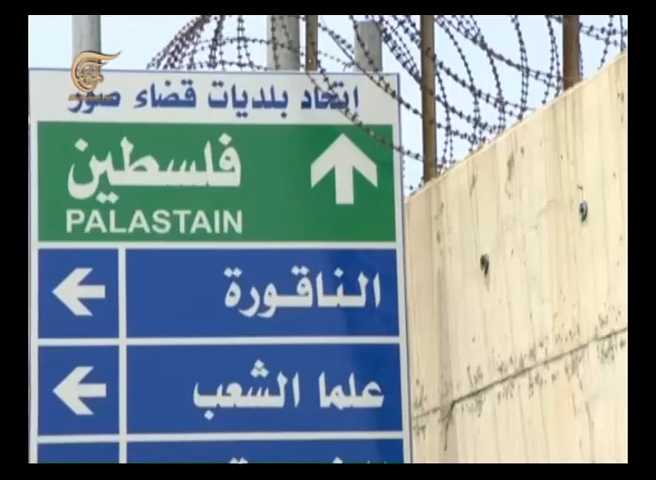 اتحاد بلديات قضاء صور
فلسطين
PALASTAIN
الناقورة
علما الشعب